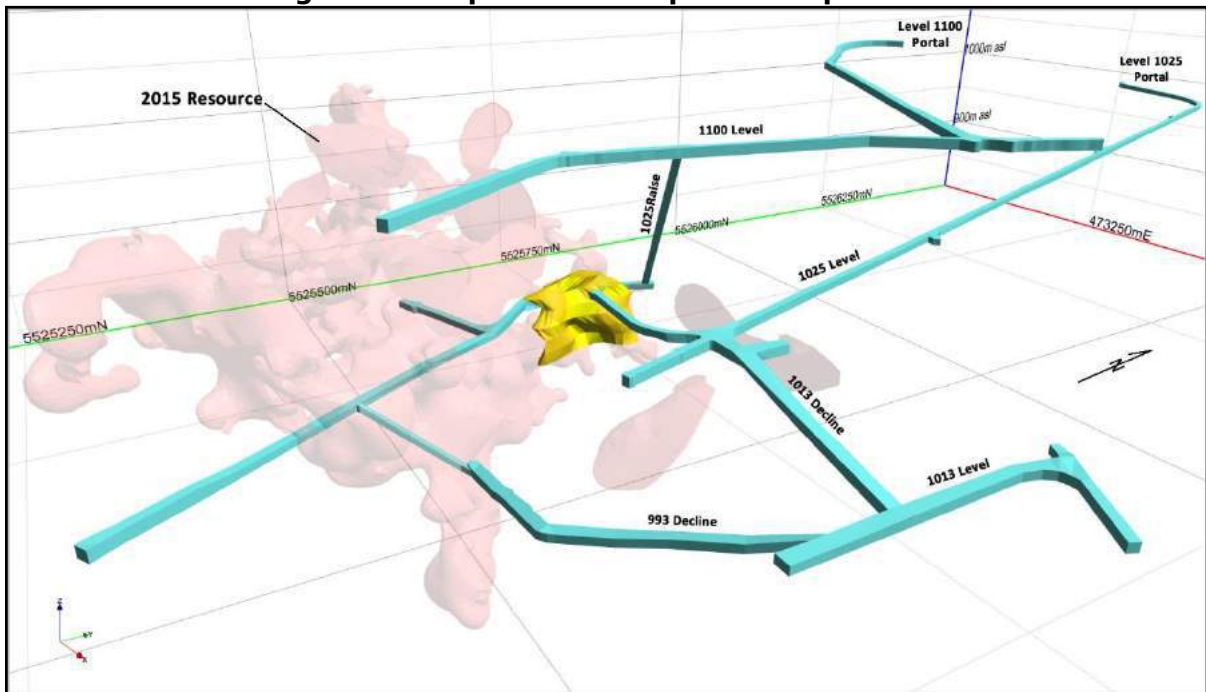 Level 1100
Portal
1000m asl
Level 1025
Portal
2015 Resource
900m asl
1100 Level
1025Raise
5526250mN
473250mE
5526000mN
5525750mN
1025 Level
5525500mN
5525250mN
N
1013 Decline
1013 Level
993 Decline
Z
Y
X